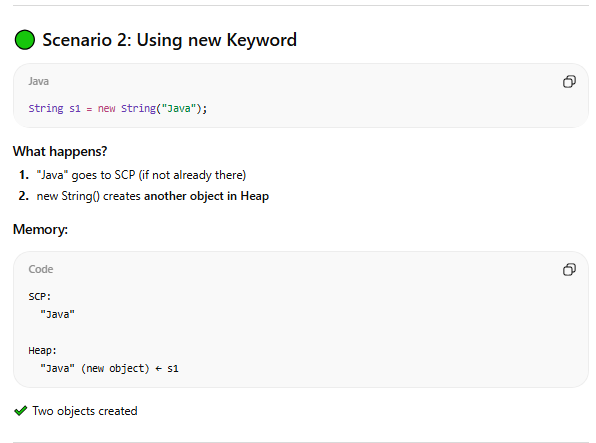 Scenario 2: Using new Keyword
Java
String s1 = new String("Java");
What happens?
1. "Java" goes to SCP (if not already there)
2. new String() creates another object in Heap
Memory:
Code
SCP:
"Java"
Heap:
"Java" (new object) ← s1
✔ Two objects created